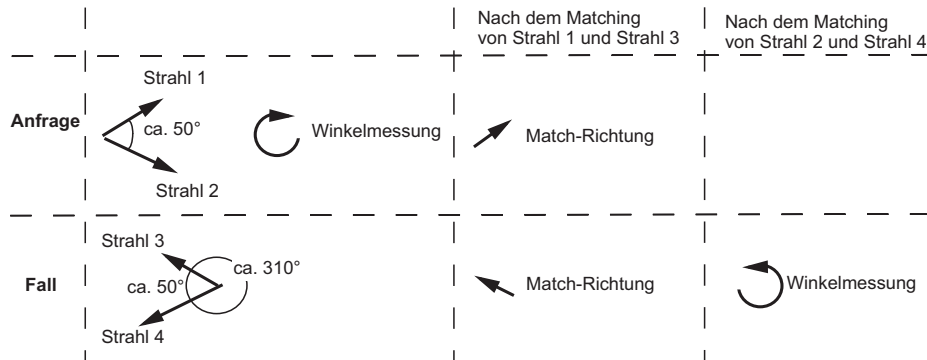 Nach dem Matching
von Strahl 1 und Strahl 3
Nach dem Matching
von Strahl 2 und Strahl 4
Anfrage
Strahl 1
ca. 50°
Strahl 2
Winkelmessung
Match-Richtung
Fall
Strahl 3
ca. 50°
ca. 310°
Strahl 4
Match-Richtung
Winkelmessung